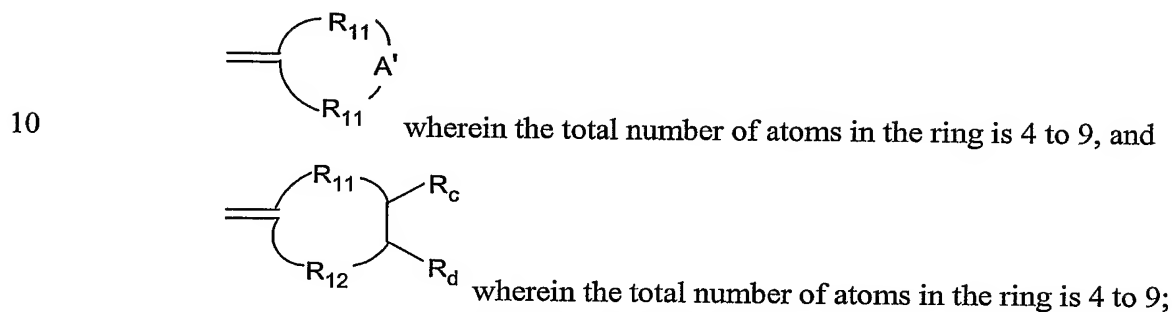 R11
A'
R11
10 wherein the total number of atoms in the ring is 4 to 9, and
R11 Rc
R12 Rd
wherein the total number of atoms in the ring is 4 to 9;